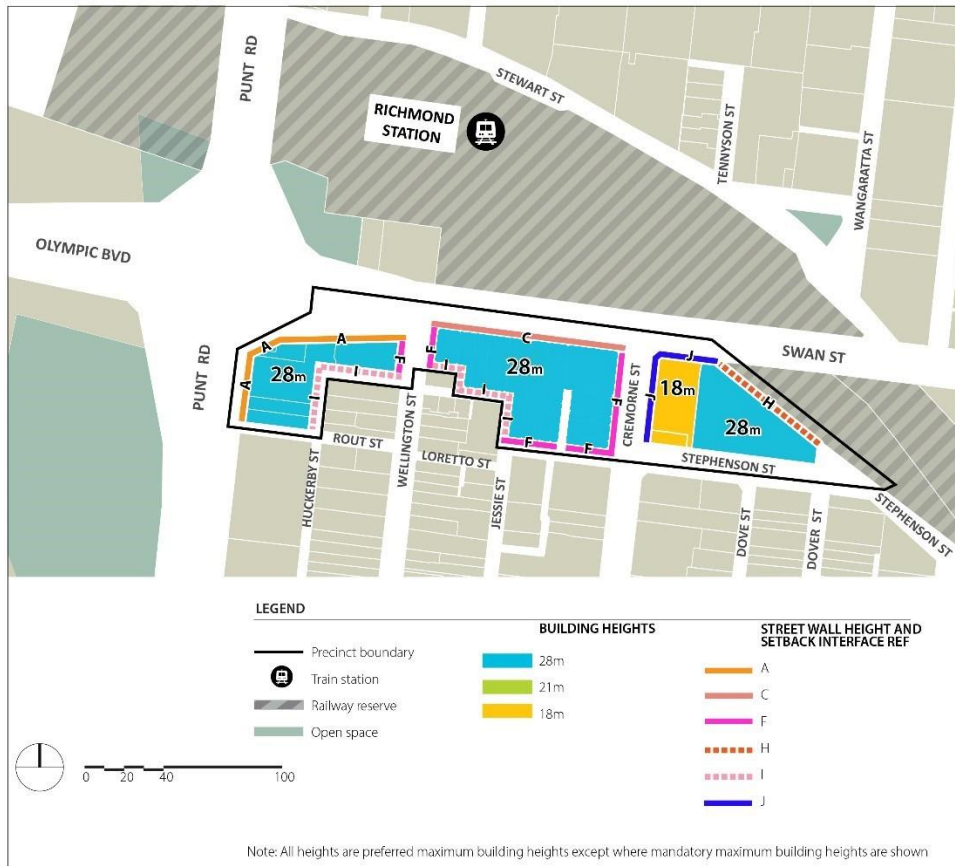 PUNT RD
STEWART ST
RICHMOND
STATION
TENNYSON ST
WANGARATTA ST
OLYMPIC BVD
PUNT RD
SWAN ST
A
A
A
28m
I
F
F
I
I
I
C
28m
F
F
F
CREMORNE ST
J
J
18m
H
28m
ROUT ST
HUCKERBY ST
WELLINGTON ST
LORETTO ST
JESSIE ST
STEPHENSON ST
DOVE ST
DOVER ST
STEPHENSON ST
LEGEND
Precinct boundary
Train station
Railway reserve
Open space
BUILDING HEIGHTS
28m
21m
18m
STREET WALL HEIGHT AND
SETBACK INTERFACE REF
A
C
F
H
I
J
0 20 40 100
Note: All heights are preferred maximum building heights except where mandatory maximum building heights are shown